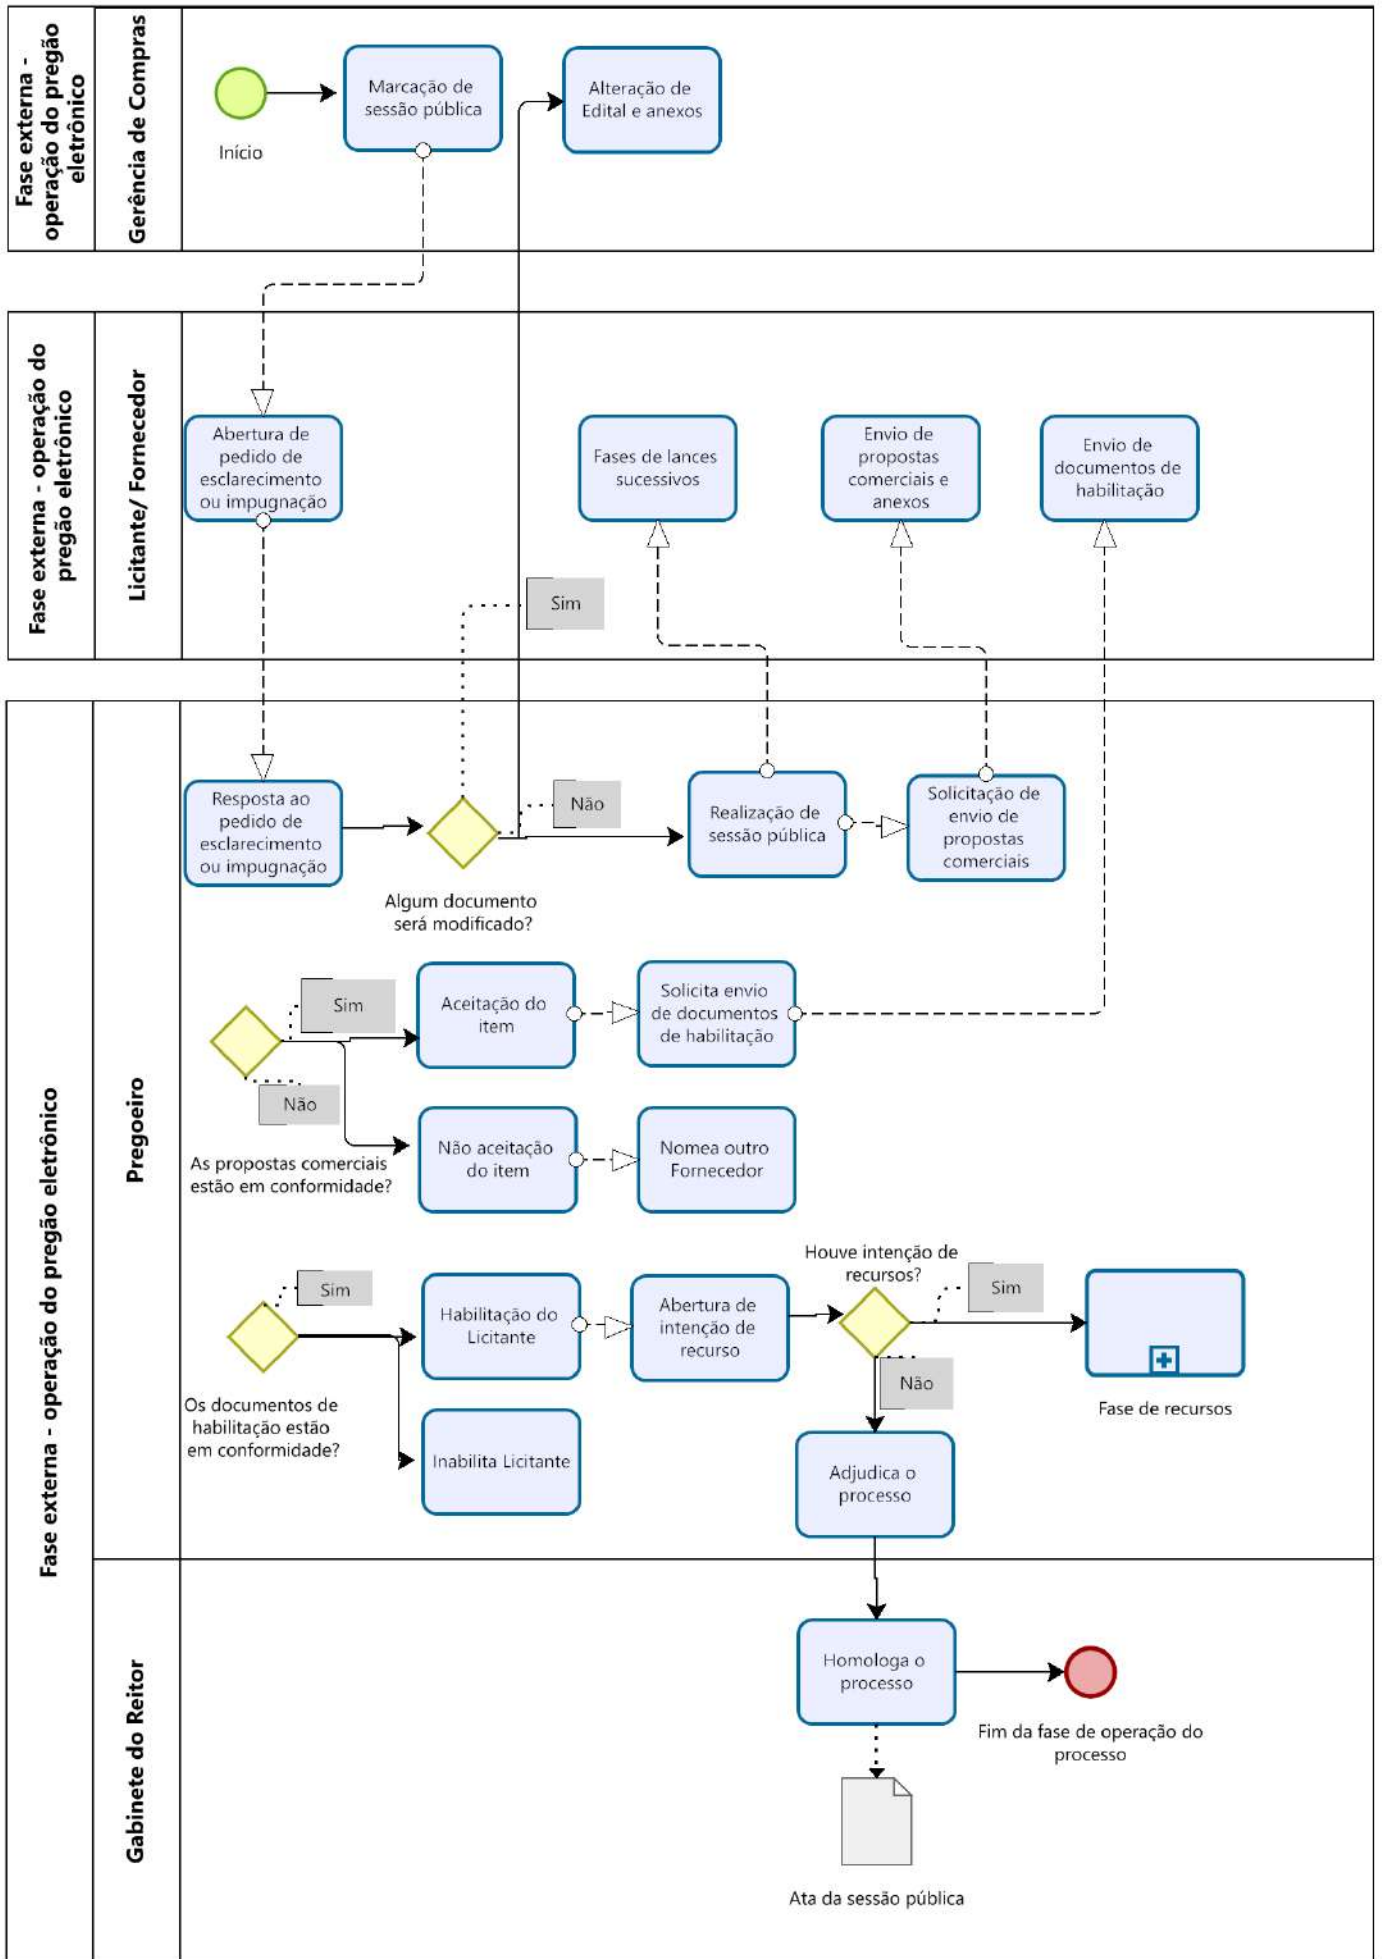 Fase externa -
operação do pregão
eletrônico
Gerência de Compras
Início
Marcação de
sessão pública
Alteração de
Edital e anexos
Fase externa - operação do
pregão eletrônico
Licitante/ Fornecedor
Abertura de
pedido de
esclarecimento
ou impugnação
Fases de lances
sucessivos
Envio de
propostas
comerciais e
anexos
Envio de
documentos de
habilitação
Sim
Fase externa - operação do pregão eletrônico
Pregoeiro
Resposta ao
pedido de
esclarecimento
ou impugnação
Algum documento
será modificado?
Não
Realização de
sessão pública
Solicitação de
envio de
propostas
comerciais
Sim
Não
As propostas comerciais
estão em conformidade?
Aceitação do
item
Solicita envio
de documentos
de habilitação
Não aceitação
do item
Nomea outro
Fornecedor
Sim
Os documentos de
habilitação estão
em conformidade?
Habilitação do
Licitante
Abertura de
intenção de
recurso
Houve intenção de
recursos?
Sim
Não
Fase de recursos
Inabilita Licitante
Adjudica o
processo
Gabinete do Reitor
Homologa o
processo
Fim da fase de operação do
processo
Ata da sessão pública